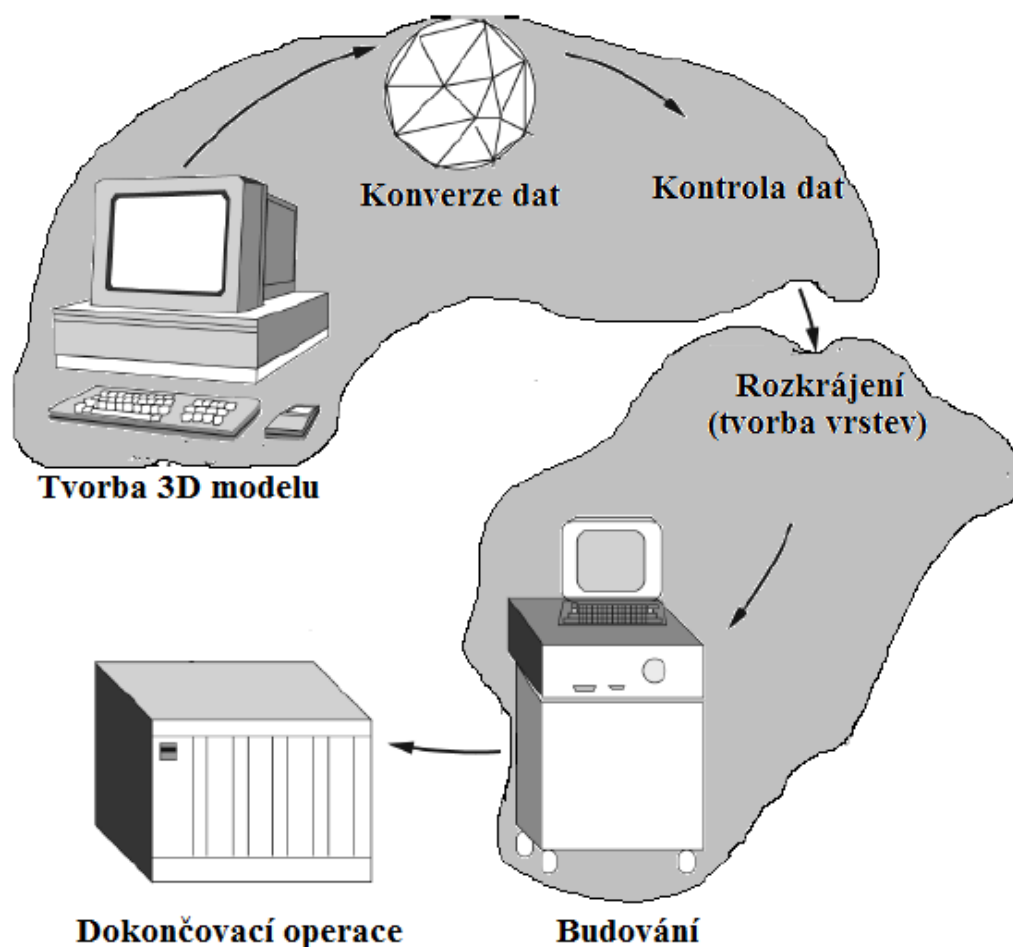 Konverze dat
Kontrola dat
Tvorba 3D modelu
Rozkrájení
(tvorba vrstev)
Budování
Dokončovací operace